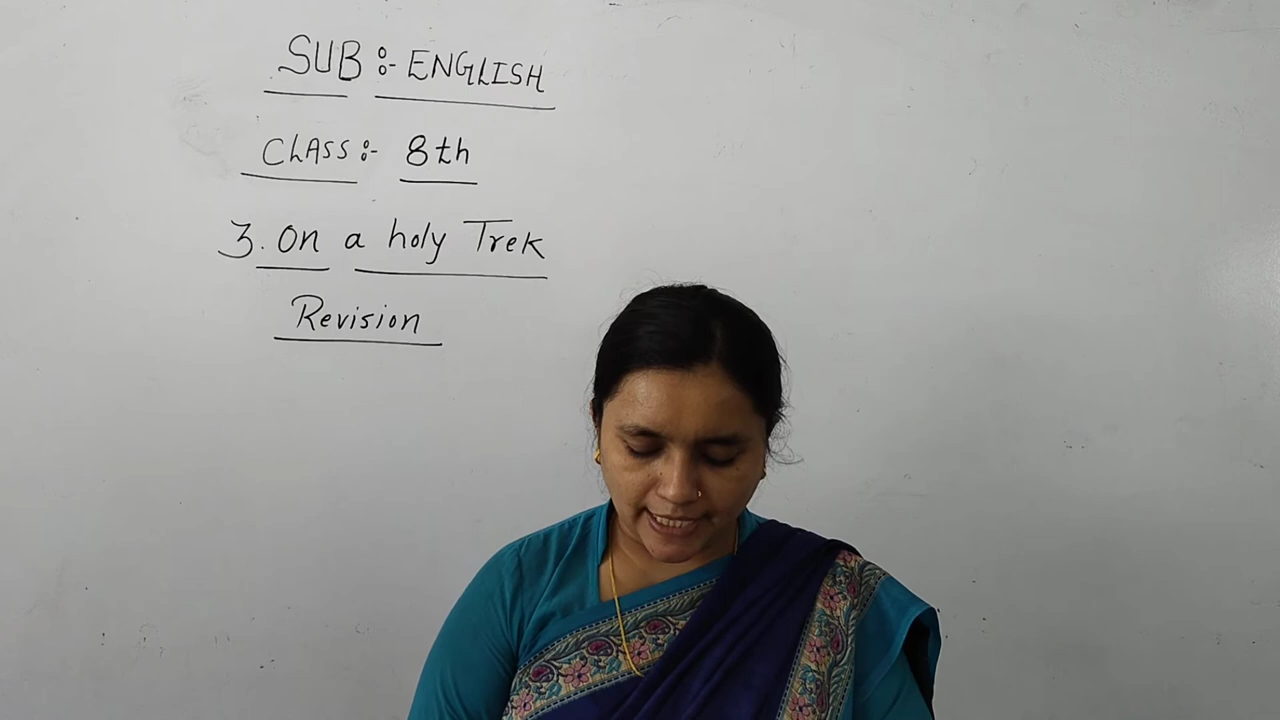 SUB :- ENGLISH
CLASS :- 8th
3. On a holy Trek
Revision